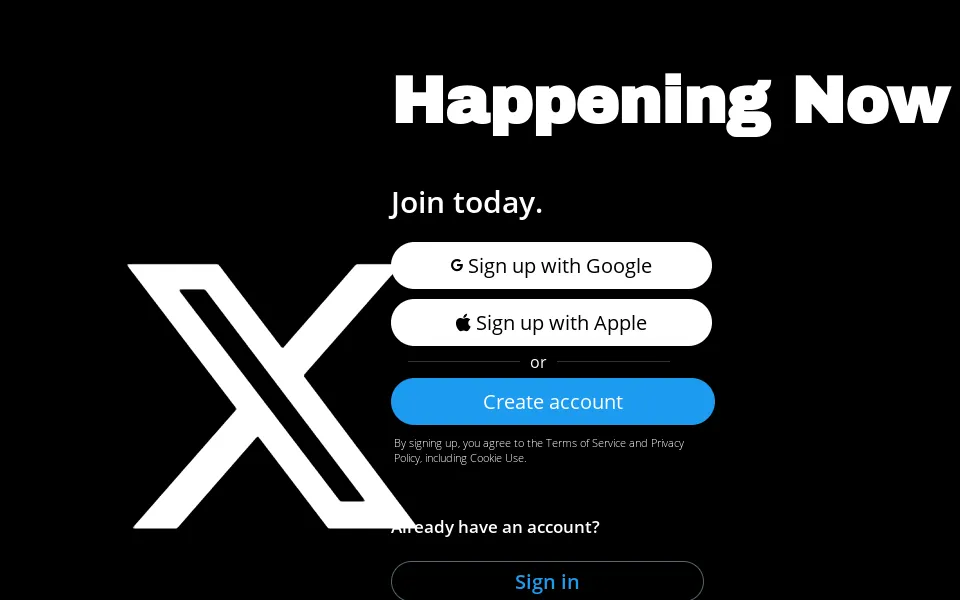 Happening Now
Join today.
Sign up with Google
Sign up with Apple
or
Create account
By signing up, you agree to the Terms of Service and Privacy
Policy, including Cookie Use.
Already have an account?
Sign in